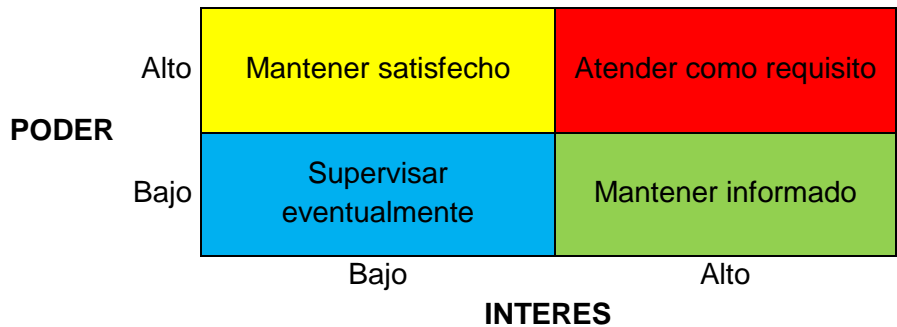 Alto
Mantener satisfecho
Atender como requisito
PODER
Bajo
Supervisar
eventualmente
Mantener informado
Bajo
Alto
INTERES